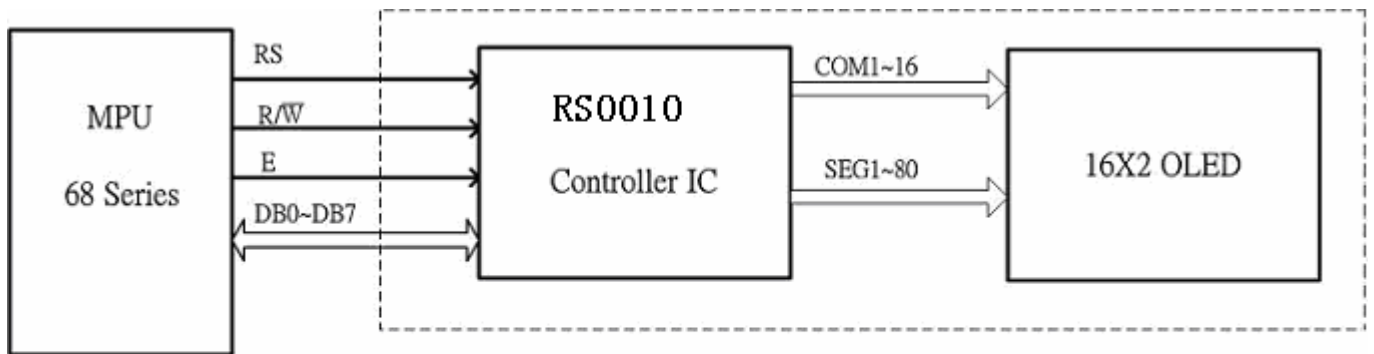 MPU
68 Series
RS
R/W̅
E
DB0~DB7
RS0010
Controller IC
COM1~16
SEG1~80
16X2 OLED